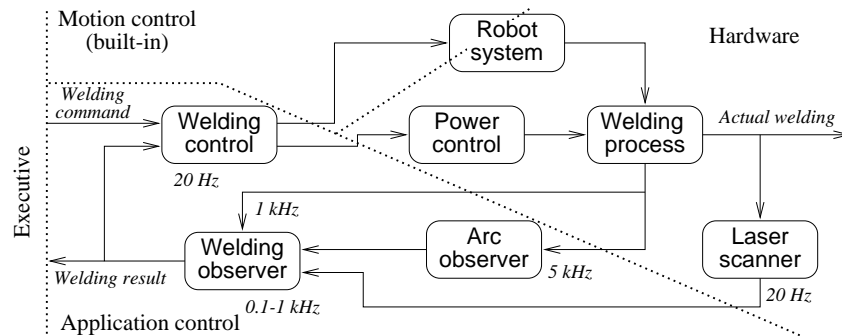 Motion control
(built-in)
Robot
system
Hardware
Welding
command
Welding
control
Power
control
Welding
process
Actual welding
20 Hz
Executive
1 kHz
Welding
observer
Arc
observer
Laser
scanner
Welding result
5 kHz
20 Hz
0.1-1 kHz
Application control